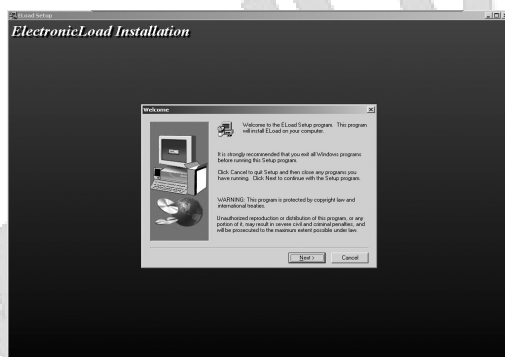 ELoad Setup
ElectronicLoad Installation
Welcome
Welcome to the ELoad Setup program. This program
will install ELoad on your computer.
It is strongly recommended that you exit all Windows programs
before running this Setup program.
Click Cancel to quit Setup and then close any programs you
have running. Click Next to continue with the Setup program.
WARNING: This program is protected by copyright law and
international treaties.
Unauthorized reproduction or distribution of this program, or any
portion of it, may result in severe civil and criminal penalties, and
will be prosecuted to the maximum extent possible under law.
Next >
Cancel